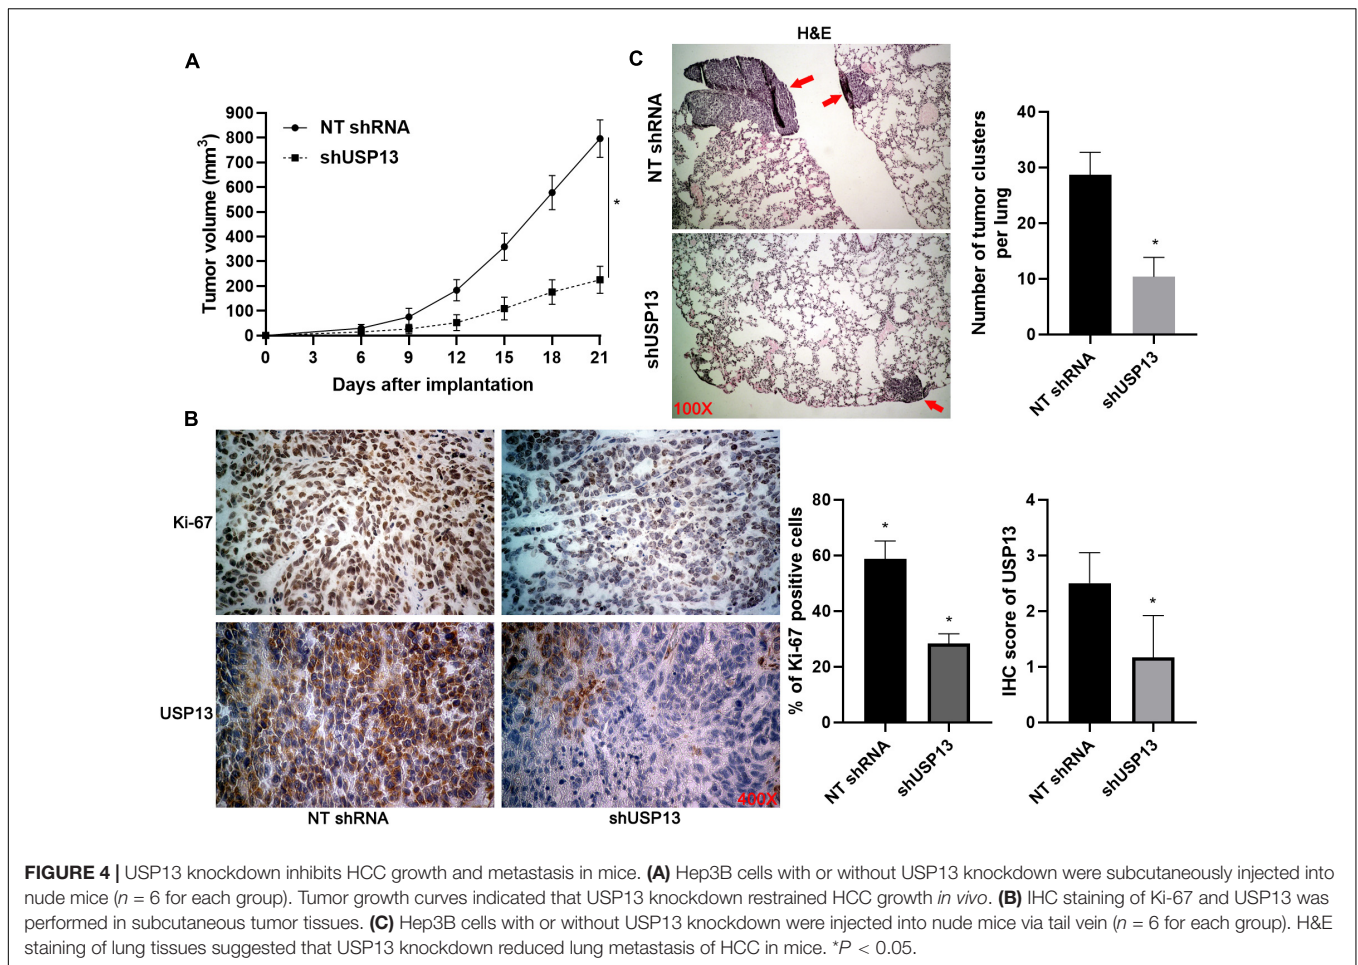 A
900
800
700
600
500
400
300
200
100
0
Tumor volume (mm3)
NT shRNA
shUSP13
*
0 3 6 9 12 15 18 21
Days after implantation
C
H&E
NT shRNA
shUSP13
100X
40
30
20
10
0
Number of tumor clusters
per lung
*
NT shRNA
shUSP13
B
Ki-67
USP13
400X
NT shRNA
shUSP13
80
60
40
20
0
% of Ki-67 positive cells
*
*
NT shRNA
shUSP13
4
3
2
1
0
IHC score of USP13
*
NT shRNA
shUSP13
FIGURE 4 | USP13 knockdown inhibits HCC growth and metastasis in mice. (A) Hep3B cells with or without USP13 knockdown were subcutaneously injected into
nude mice (n = 6 for each group). Tumor growth curves indicated that USP13 knockdown restrained HCC growth in vivo. (B) IHC staining of Ki-67 and USP13 was
performed in subcutaneous tumor tissues. (C) Hep3B cells with or without USP13 knockdown were injected into nude mice via tail vein (n = 6 for each group). H&E
staining of lung tissues suggested that USP13 knockdown reduced lung metastasis of HCC in mice. *P < 0.05.